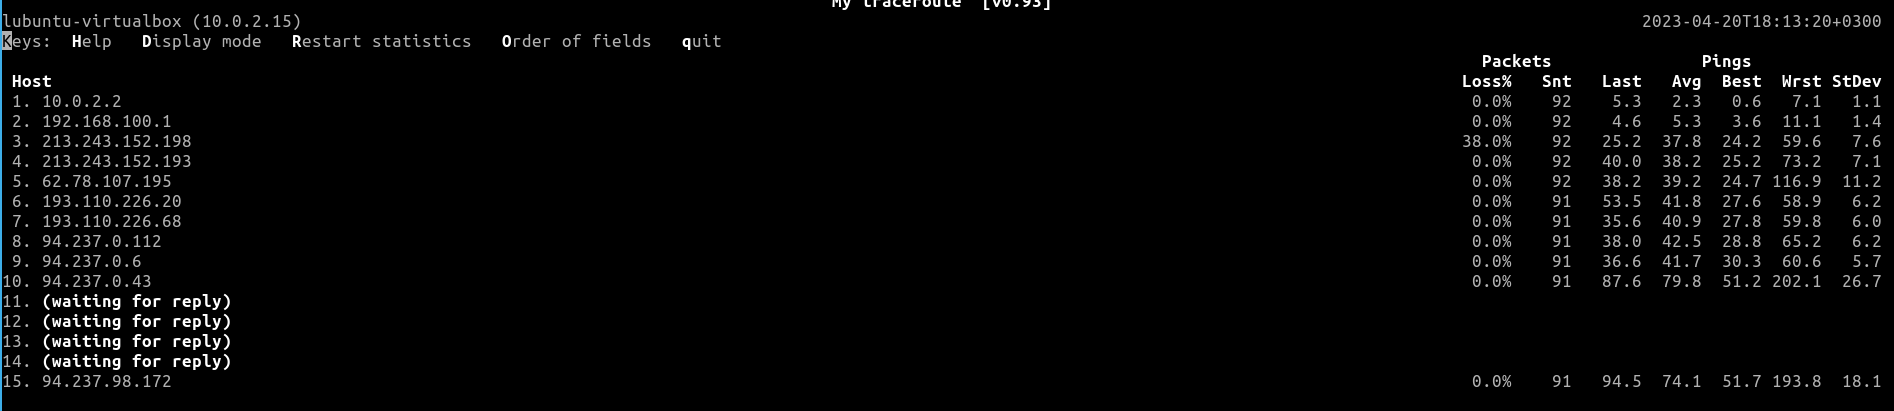 My traceroute  [v0.93]
lubuntu-virtualbox (10.0.2.15) 2023-04-20T18:13:20+0300
Keys:  Help   Display mode   Restart statistics   Order of fields   quit
Packets Pings
Host Loss% Snt Last Avg Best Wrst StDev
1. 10.0.2.2 0.0% 92 5.3 2.3 0.6 7.1 1.1
2. 192.168.100.1 0.0% 92 4.6 5.3 3.6 11.1 1.4
3. 213.243.152.198 38.0% 92 25.2 37.8 24.2 59.6 7.6
4. 213.243.152.193 0.0% 92 40.0 38.2 25.2 73.2 7.1
5. 62.78.107.195 0.0% 92 38.2 39.2 24.7 116.9 11.2
6. 193.110.226.20 0.0% 91 53.5 41.8 27.6 58.9 6.2
7. 193.110.226.68 0.0% 91 35.6 40.9 27.8 59.8 6.0
8. 94.237.0.112 0.0% 91 38.0 42.5 28.8 65.2 6.2
9. 94.237.0.6 0.0% 91 36.6 41.7 30.3 60.6 5.7
10. 94.237.0.43 0.0% 91 87.6 79.8 51.2 202.1 26.7
11. (waiting for reply)
12. (waiting for reply)
13. (waiting for reply)
14. (waiting for reply)
15. 94.237.98.172 0.0% 91 94.5 74.1 51.7 193.8 18.1